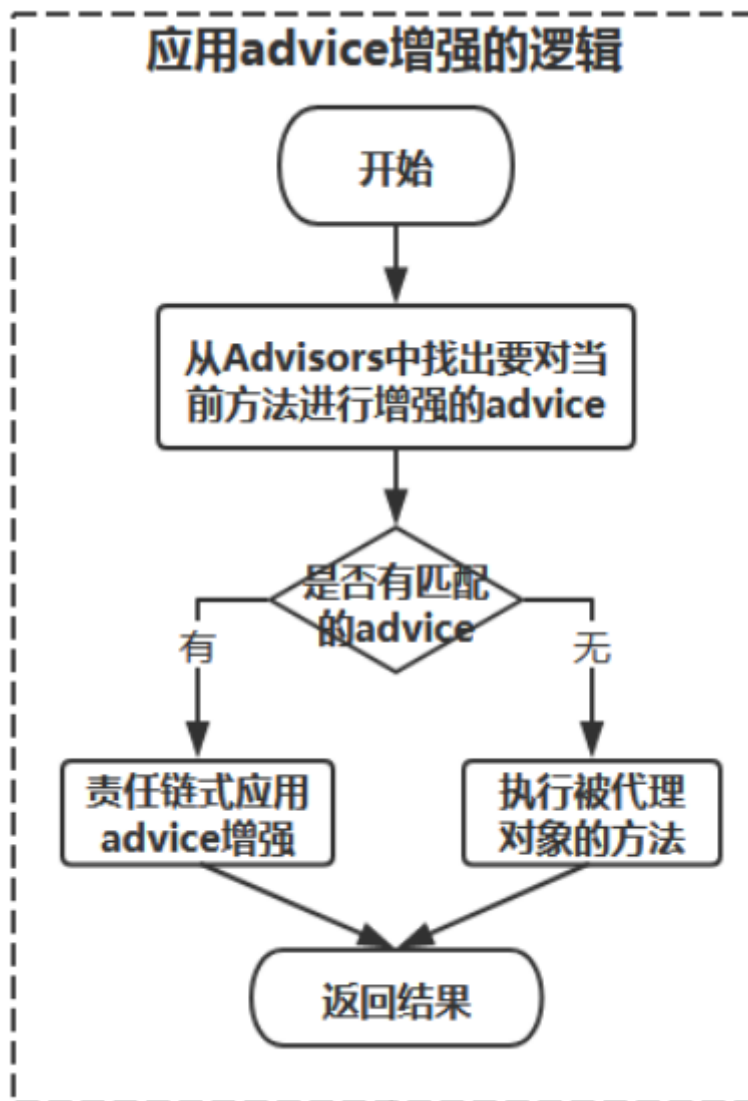 应用advice增强的逻辑
开始
从Advisors中找出要对当
前方法进行增强的advice
是否有匹配
的advice
有
无
责任链式应用
advice增强
执行被代理
对象的方法
返回结果